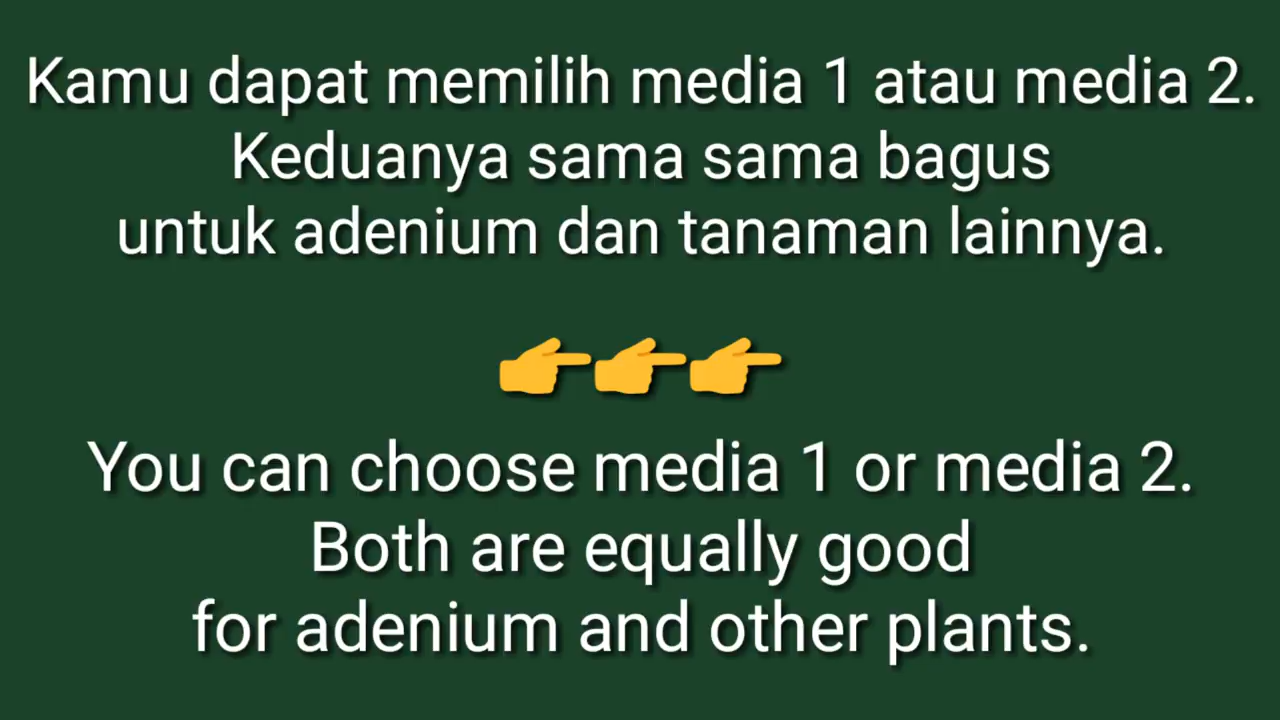 Kamu dapat memilih media 1 atau media 2.
Keduanya sama sama bagus
untuk adenium dan tanaman lainnya.
👉👉👉
You can choose media 1 or media 2.
Both are equally good
for adenium and other plants.